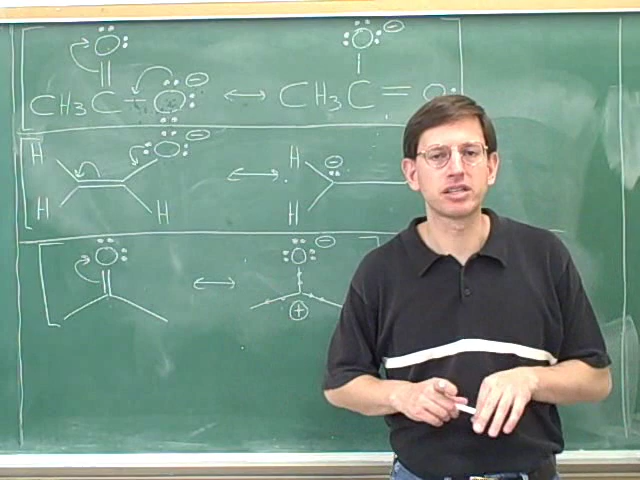 O O ⊖
CH3C O ⊖ ↔ CH3C = O
H O ⊖ ↔ H ⊖
H H H
O ↔ O ⊖
⊕